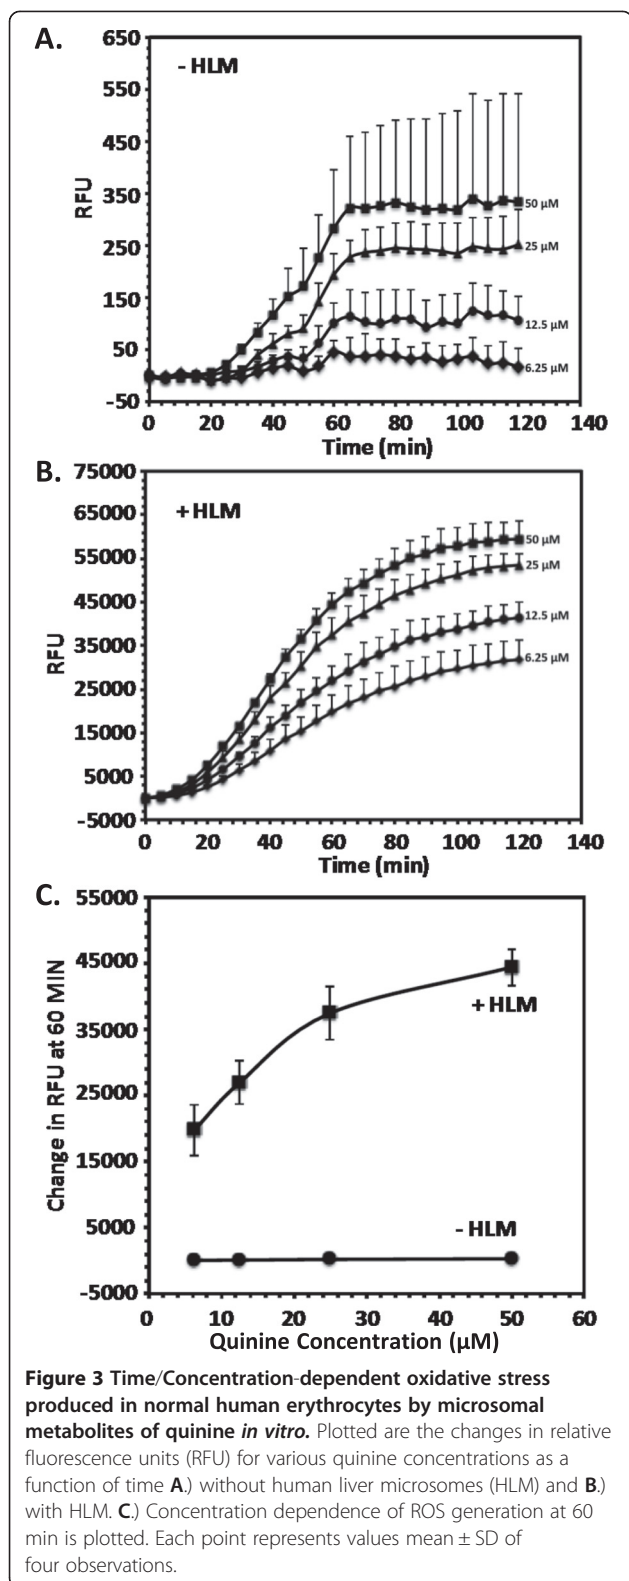 A.
650
550
450
350
250
150
50
-50
RFU
- HLM
50 µM
25 µM
12.5 µM
6.25 µM
0 20 40 60 80 100 120 140
Time (min)
B.
75000
65000
55000
45000
35000
25000
15000
5000
-5000
RFU
+ HLM
50 µM
25 µM
12.5 µM
6.25 µM
0 20 40 60 80 100 120 140
Time (min)
C.
55000
45000
35000
25000
15000
5000
-5000
Change in RFU at 60 MIN
+ HLM
- HLM
0 10 20 30 40 50 60
Quinine Concentration (µM)
Figure 3 Time/Concentration-dependent oxidative stress
produced in normal human erythrocytes by microsomal
metabolites of quinine in vitro. Plotted are the changes in relative
fluorescence units (RFU) for various quinine concentrations as a
function of time A.) without human liver microsomes (HLM) and B.)
with HLM. C.) Concentration dependence of ROS generation at 60
min is plotted. Each point represents values mean ± SD of
four observations.